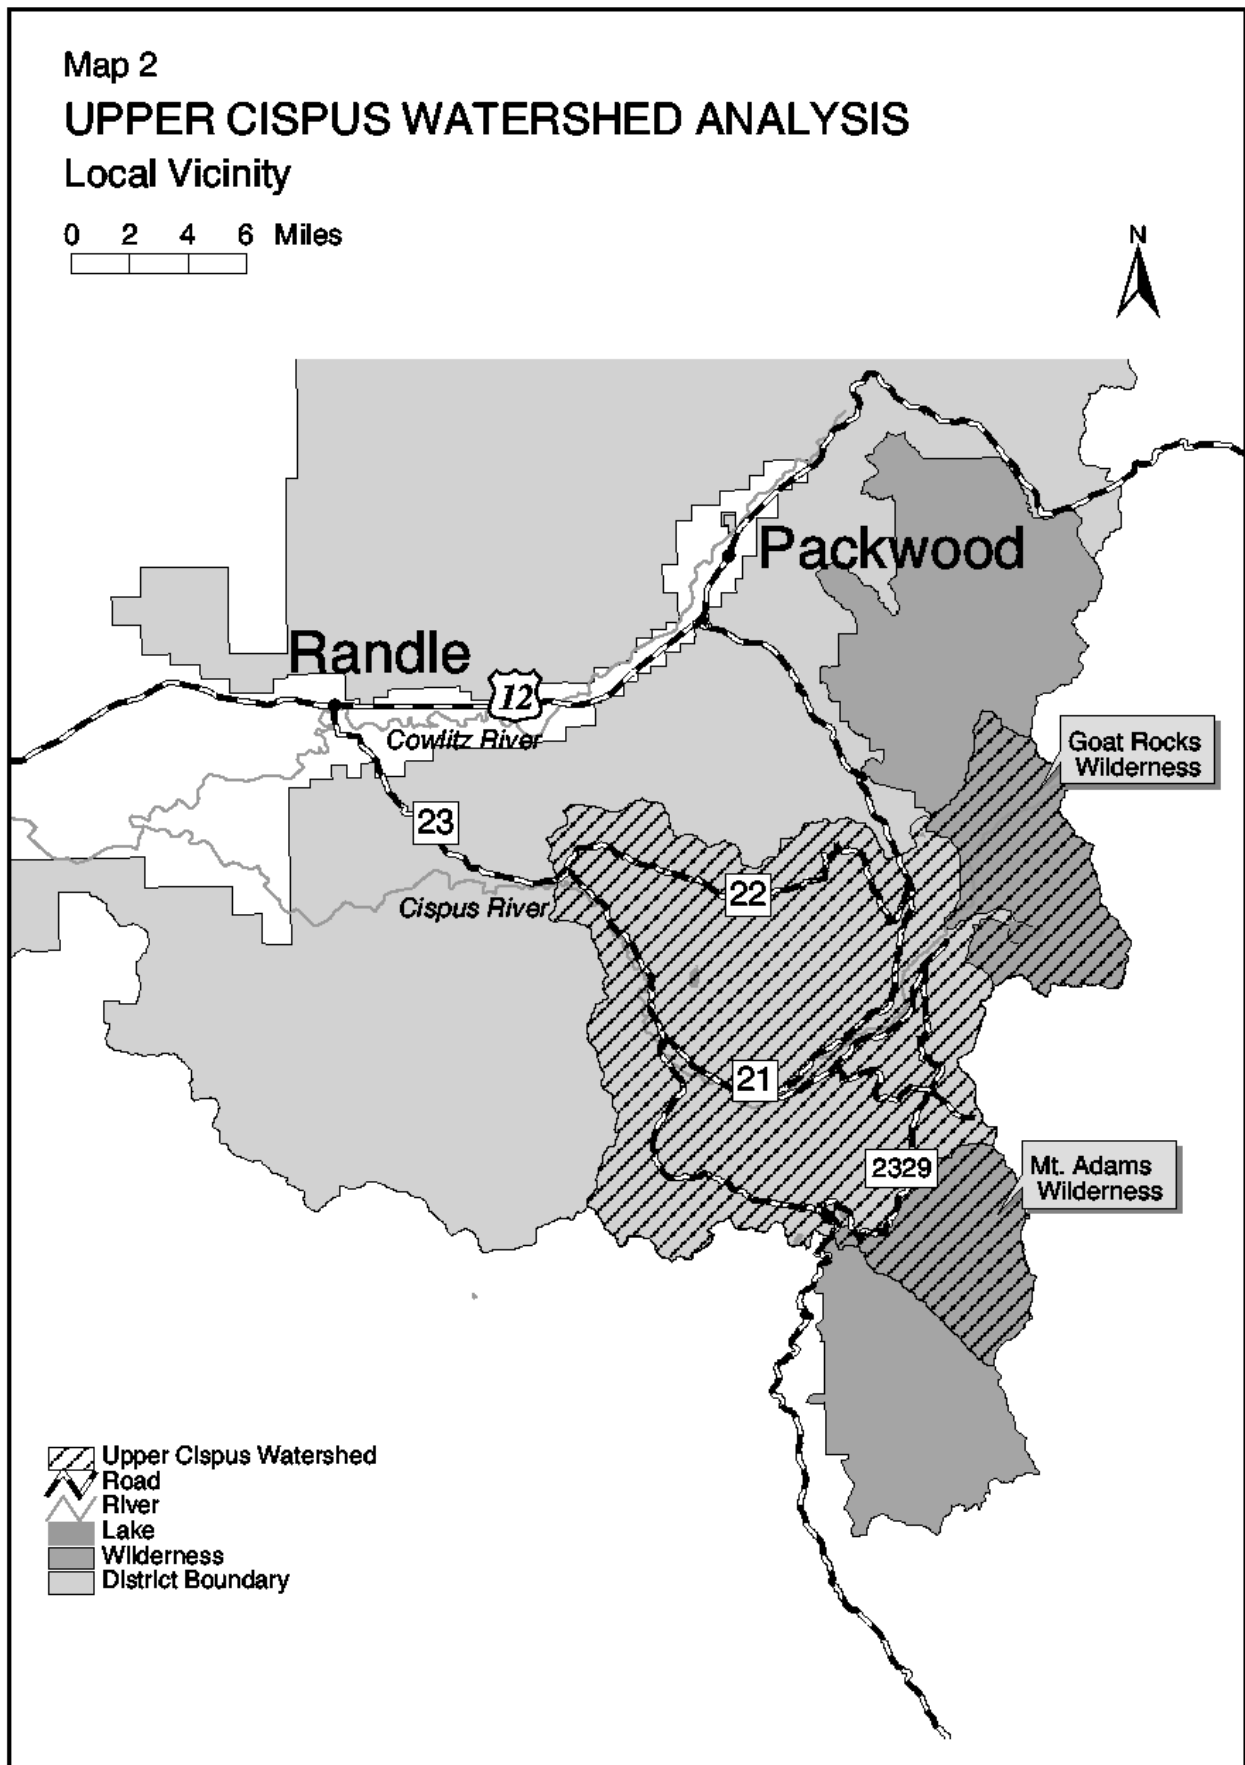 Map 2
UPPER CISPUS WATERSHED ANALYSIS
Local Vicinity
0 2 4 6 Miles
N
Packwood
Randle
12
Cowlitz River
Goat Rocks
Wilderness
23
22
Cispus River
21
2329
Mt. Adams
Wilderness
Upper Cispus Watershed
Road
River
Lake
Wilderness
District Boundary